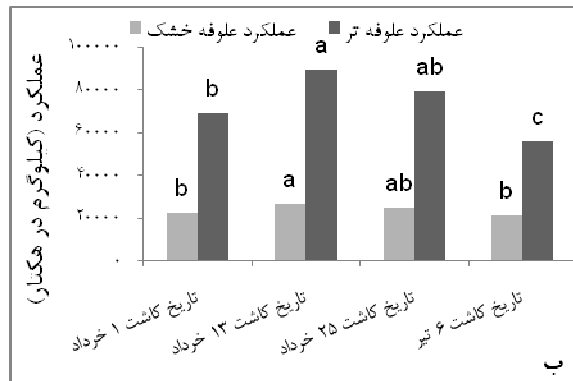 عملکرد علوفه تر
عملکرد علوفه خشک
عملکرد (کیلوگرم در هکتار)
۱۰۰۰۰۰
۸۰۰۰۰
۶۰۰۰۰
۴۰۰۰۰
۲۰۰۰۰
۰
b
b
a
a
ab
ab
b
c
تاریخ کاشت ۱ خرداد
تاریخ کاشت ۱۳ خرداد
تاریخ کاشت ۲۵ خرداد
تاریخ کاشت ۶ تیر
ب